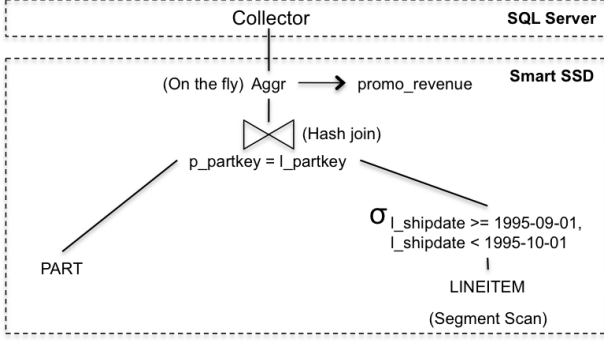 Collector
SQL Server
Smart SSD
(On the fly) Aggr
promo_revenue
(Hash join)
p_partkey = l_partkey
σ l_shipdate >= 1995-09-01,
l_shipdate < 1995-10-01
PART
LINEITEM
(Segment Scan)